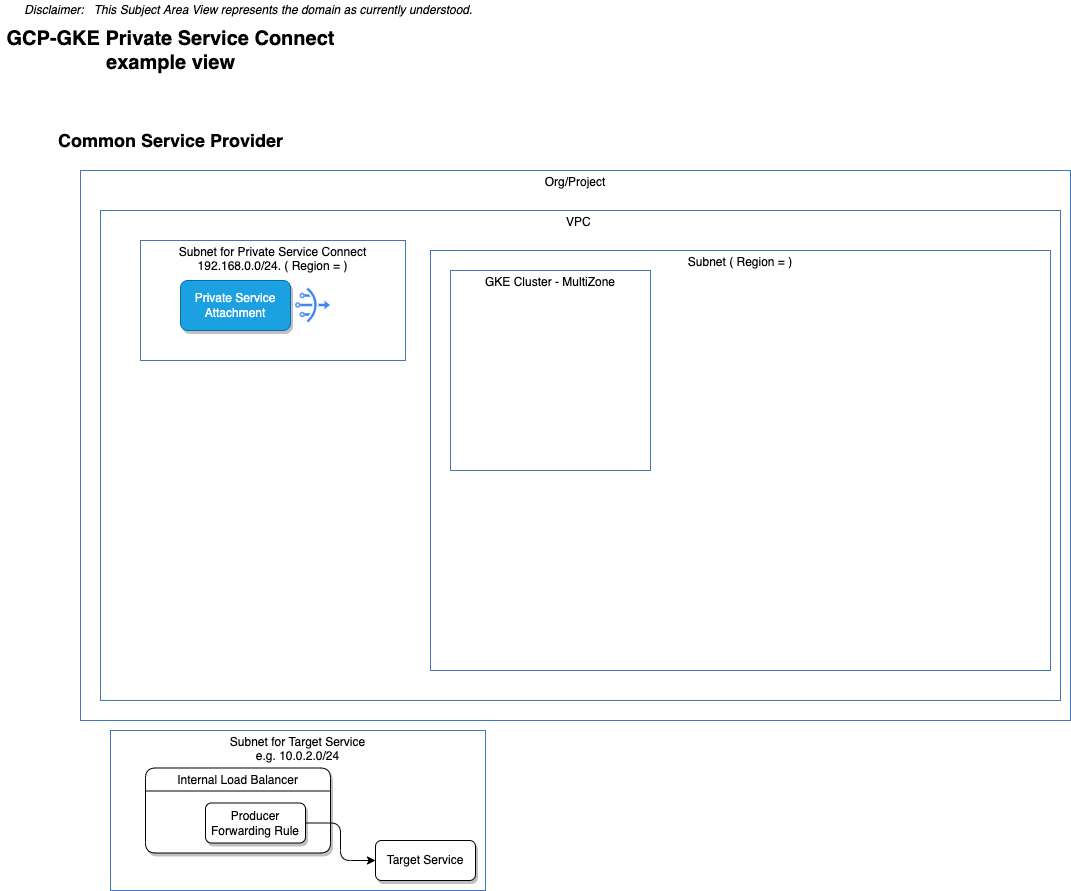 Disclaimer: This Subject Area View represents the domain as currently understood.
GCP-GKE Private Service Connect
example view
Common Service Provider
Org/Project
VPC
Subnet for Private Service Connect
192.168.0.0/24. ( Region = )
Private Service
Attachment
Subnet ( Region = )
GKE Cluster - MultiZone
Subnet for Target Service
e.g. 10.0.2.0/24
Internal Load Balancer
Producer
Forwarding Rule
Target Service